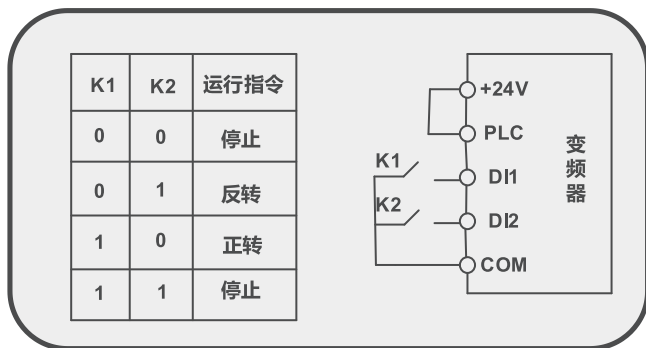 K1 K2 运行指令
0 0 停止
0 1 反转
1 0 正转
1 1 停止
+24V
PLC
K1
DI1
K2
DI2
COM
变频器